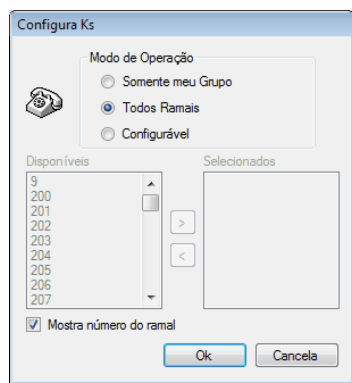 Configura Ks
Modo de Operação
Somente meu Grupo
Todos Ramais
Configurável
Disponíveis
Selecionados
9
200
201
202
203
204
205
206
207
>
<
Mostra número do ramal
Ok
Cancela